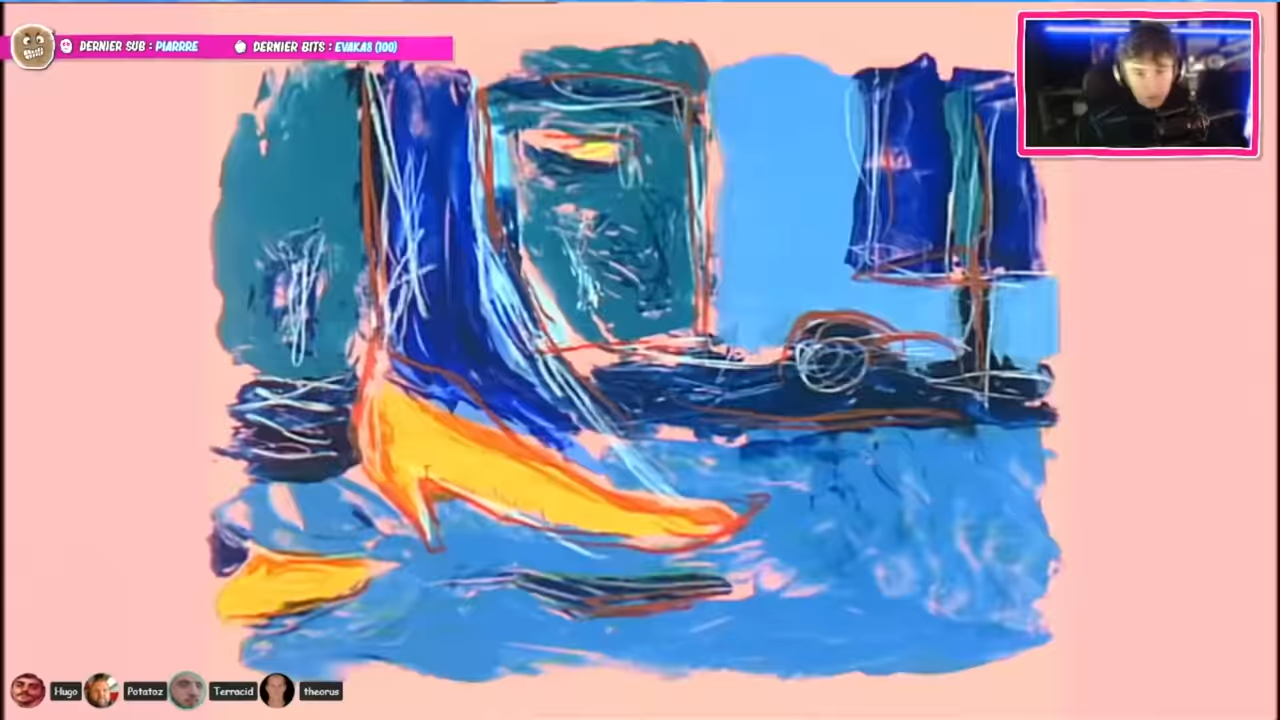 DERNIER SUB : PIARRRE
DERNIER BITS : EVAKA8 (100)
Hugo
Potatoz
Terracid
theorus